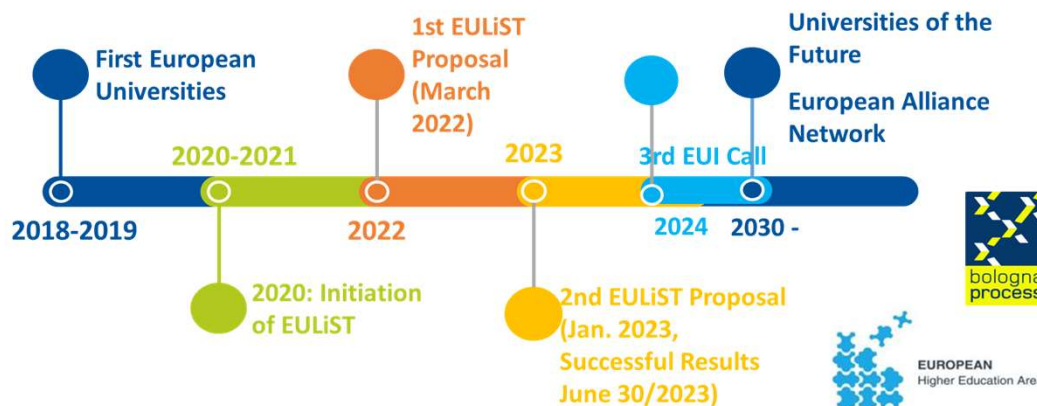 First European
Universities
1st EULiST
Proposal
(March
2022)
Universities of the
Future
European Alliance
Network
2020-2021
2023
3rd EUI Call
2018-2019
2022
2024
2030 -
2020: Initiation
of EULiST
2nd EULiST Proposal
(Jan. 2023,
Successful Results
June 30/2023)
bologna
process
EUROPEAN
Higher Education Are